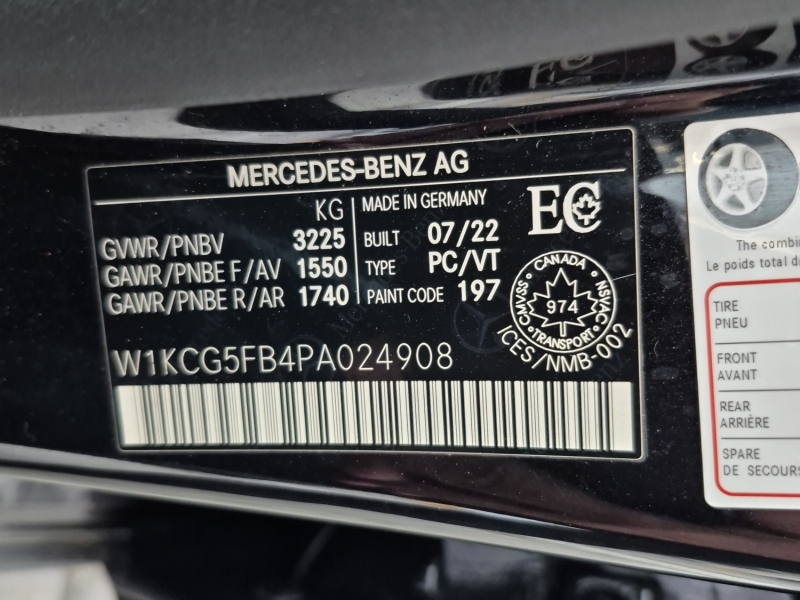 MERCEDES-BENZ AG
KG
GVWR/PNBV 3225
GAWR/PNBE F/AV 1550
GAWR/PNBE R/AR 1740
MADE IN GERMANY
BUILT 07/22
TYPE PC/VT
PAINT CODE 197
EC
CANADA
CMVSS
NSVAC
974
TRANSPORT
ICES/NMB-002
W1KCG5FB4PA024908
The combi
Le poids total d
TIRE
PNEU
FRONT
AVANT
REAR
ARRIÈRE
SPARE
DE SECOURS